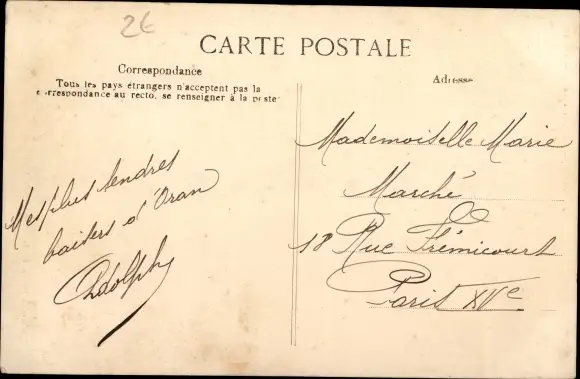 2€
CARTE POSTALE
Correspondance
Tous les pays étrangers n'acceptent pas la
correspondance au recto, se renseigner à la poste
Mes plus tendres
baisers d'Oran
Adolphe
Adresse
Mademoiselle Marie
Marché
18 Rue Frémicourt
Paris XVe